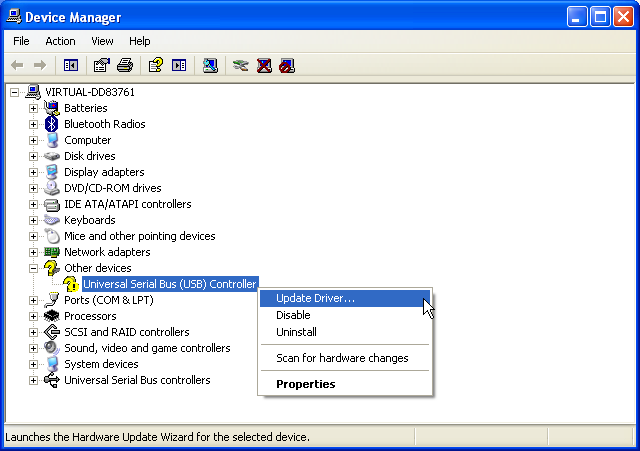 Device Manager
File Action View Help
VIRTUAL-DD83761
Batteries
Bluetooth Radios
Computer
Disk drives
Display adapters
DVD/CD-ROM drives
IDE ATA/ATAPI controllers
Keyboards
Mice and other pointing devices
Network adapters
Other devices
Universal Serial Bus (USB) Controller
Ports (COM & LPT)
Processors
SCSI and RAID controllers
Sound, video and game controllers
System devices
Universal Serial Bus controllers
Update Driver...
Disable
Uninstall
Scan for hardware changes
Properties
Launches the Hardware Update Wizard for the selected device.